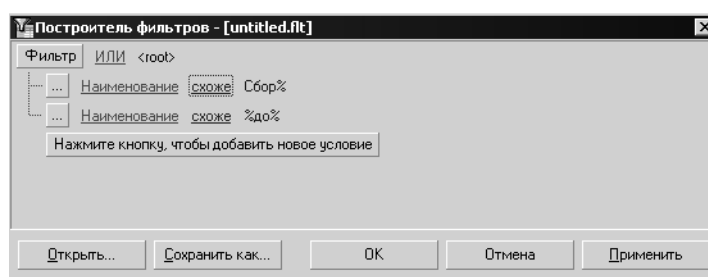 Построитель фильтров - [untitled.flt]
Фильтр ИЛИ <root>
... Наименование схоже Сбор%
... Наименование схоже %до%
Нажмите кнопку, чтобы добавить новое условие
Открыть... Сохранить как... OK Отмена Применить